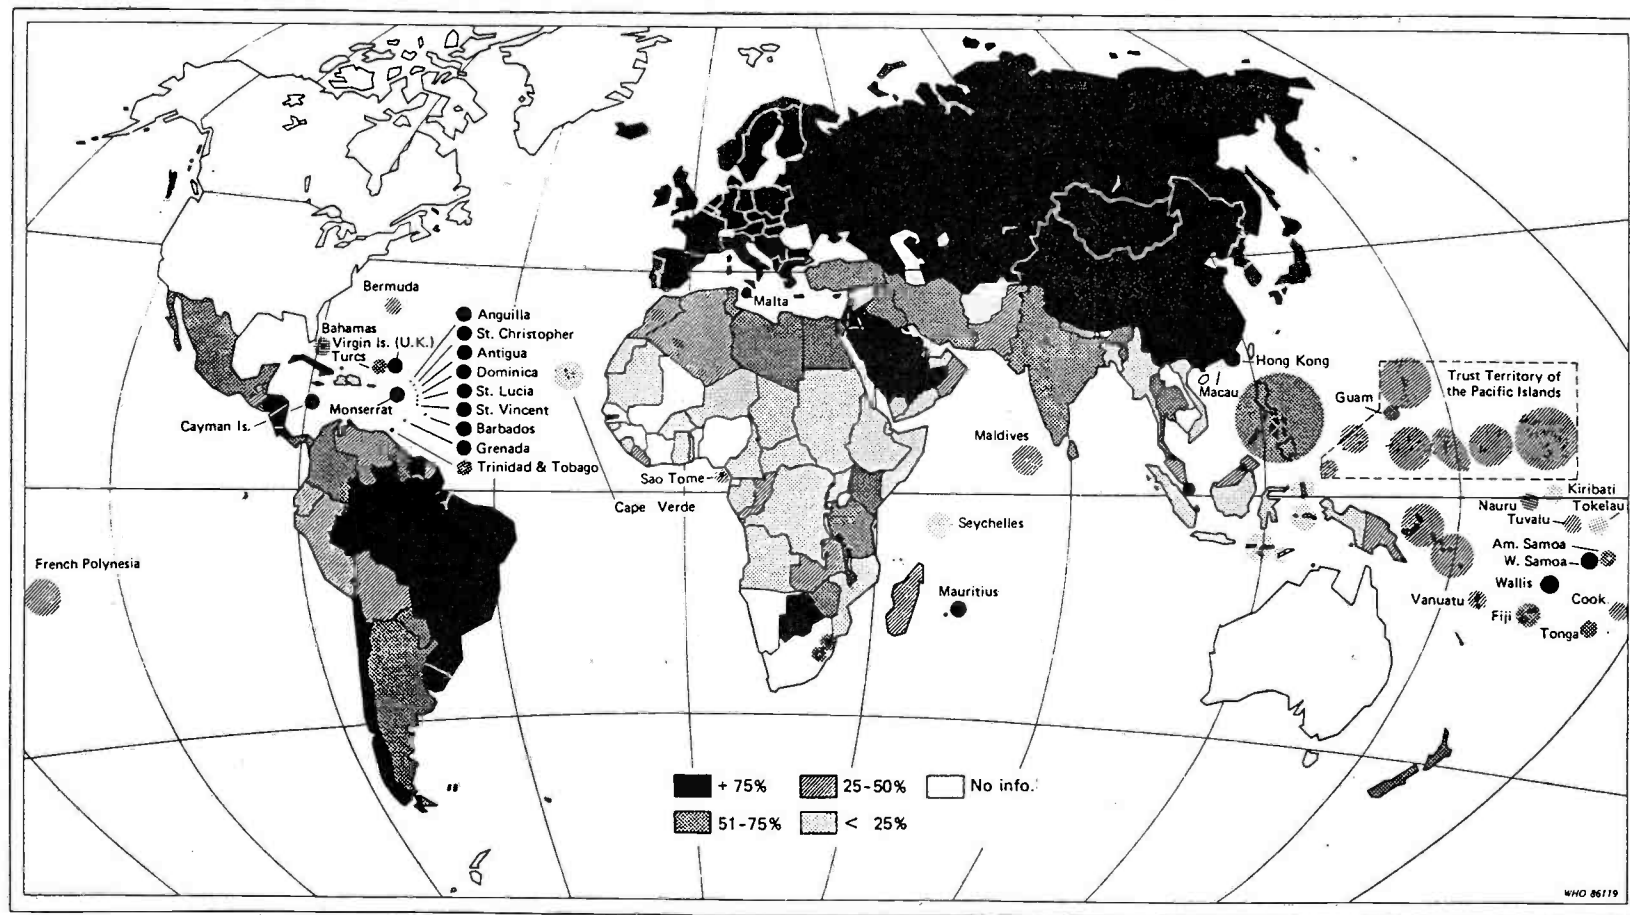 Bermuda
Bahamas
Virgin Is. (U.K.)
Turcs
Anguilla
St. Christopher
Antigua
Dominica
St. Lucia
St. Vincent
Barbados
Grenada
Trinidad & Tobago
Monserrat
Cayman Is.
French Polynesia
Malta
Sao Tome
Cape Verde
Seychelles
Maldives
Mauritius
Hong Kong
Macau
Guam
Trust Territory of
the Pacific Islands
Kiribati
Nauru
Tokelau
Tuvalu
Am. Samoa
W. Samoa
Wallis
Vanuatu
Cook
Fiji
Tonga
+ 75%
25-50%
No info.
51-75%
< 25%
WHO 86119